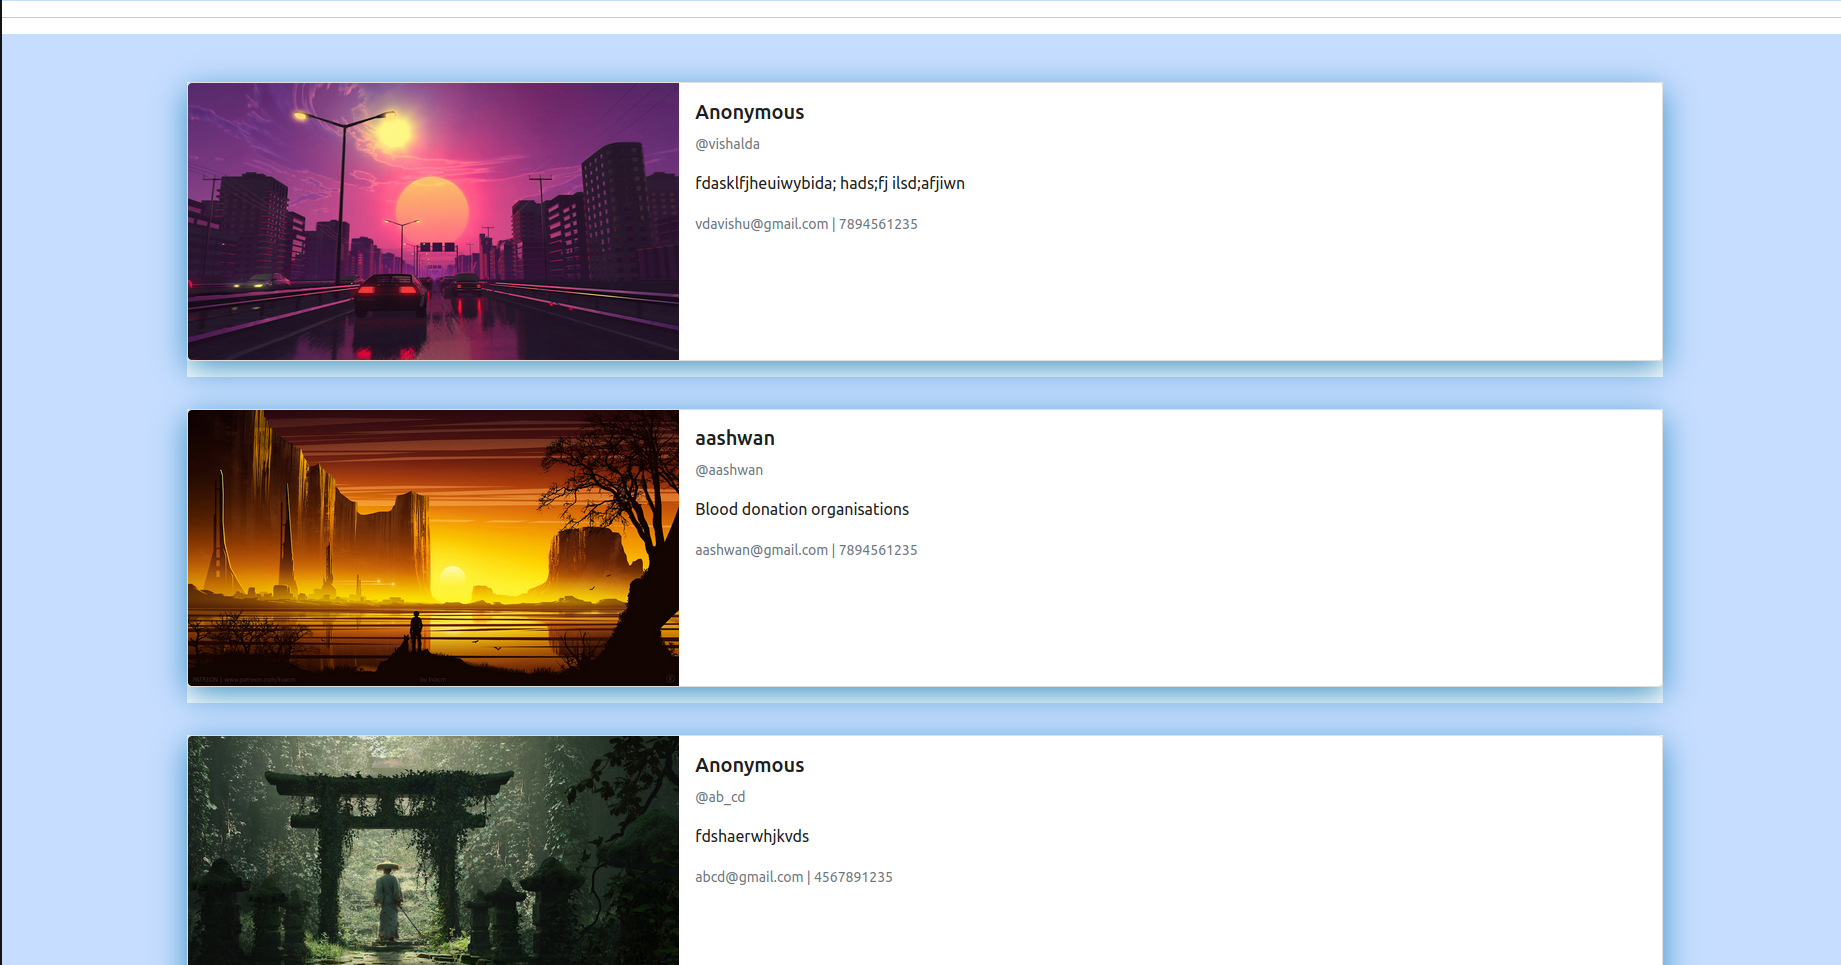 Anonymous
@vishalda
fdasklfjheuiwybida; hads;fj ilsd;afjiwn
vdavishu@gmail.com | 7894561235
aashwan
@aashwan
Blood donation organisations
aashwan@gmail.com | 7894561235
Anonymous
@ab_cd
fdshaerwhjkvds
abcd@gmail.com | 4567891235